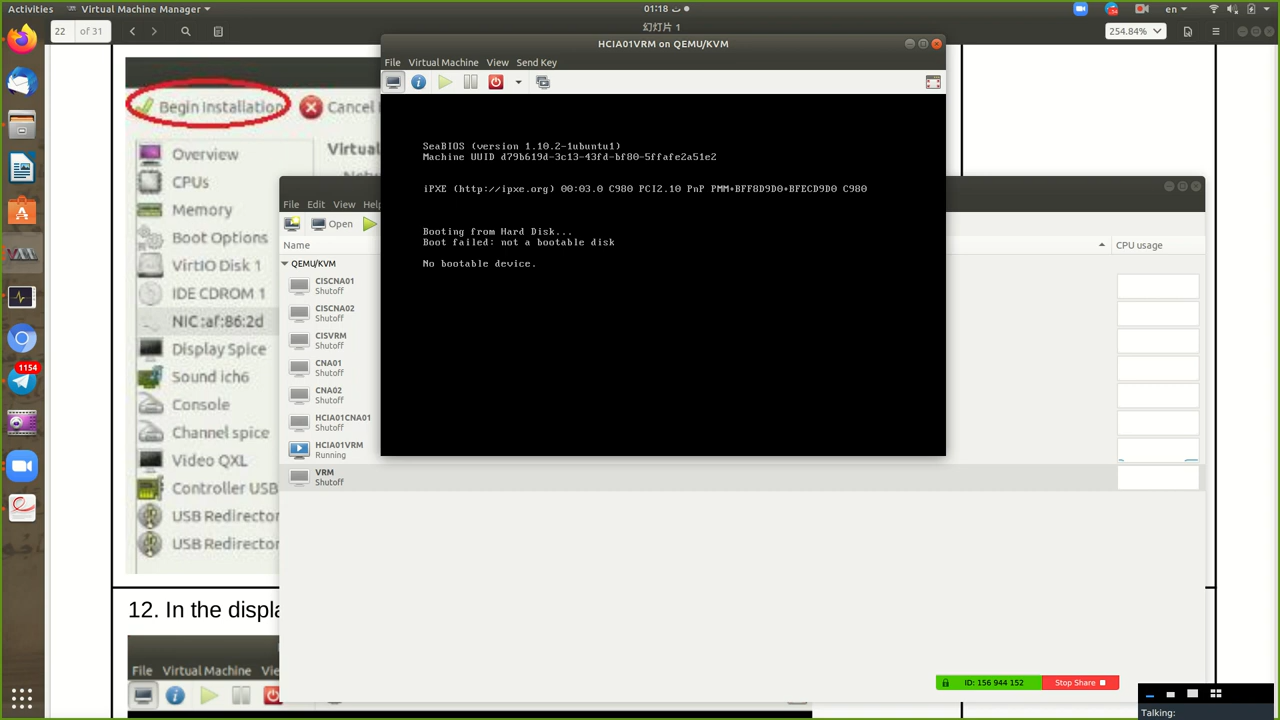 Activities
Virtual Machine Manager
01:18 ت
en
22 of 31
幻灯片 1
254.84%
HCIA01VRM on QEMU/KVM
File Virtual Machine View Send Key
SeaBIOS (version 1.10.2-1ubuntu1)
Machine UUID d79b619d-3c13-43fd-bf80-5ffafe2a51e2
iPXE (http://ipxe.org) 00:03.0 C980 PCI2.10 PnP PMM+BFF8D9D0+BFECD9D0 C980
Booting from Hard Disk...
Boot failed: not a bootable disk
No bootable device.
Begin Installation
Cancel
Overview
CPUs
Memory
Boot Options
VirtIO Disk 1
IDE CDROM 1
NIC :af:86:2d
Display Spice
Sound ich6
Console
Channel spice
Video QXL
Controller USB
USB Redirector
USB Redirector
File Edit View Help
Open
Name
CPU usage
QEMU/KVM
CISCNA01
Shutoff
CISCNA02
Shutoff
CISVRM
Shutoff
CNA01
Shutoff
CNA02
Shutoff
HCIA01CNA01
Shutoff
HCIA01VRM
Running
VRM
Shutoff
1154
12. In the displa
File Virtual Machine
ID: 156 944 152
Stop Share
Talking: